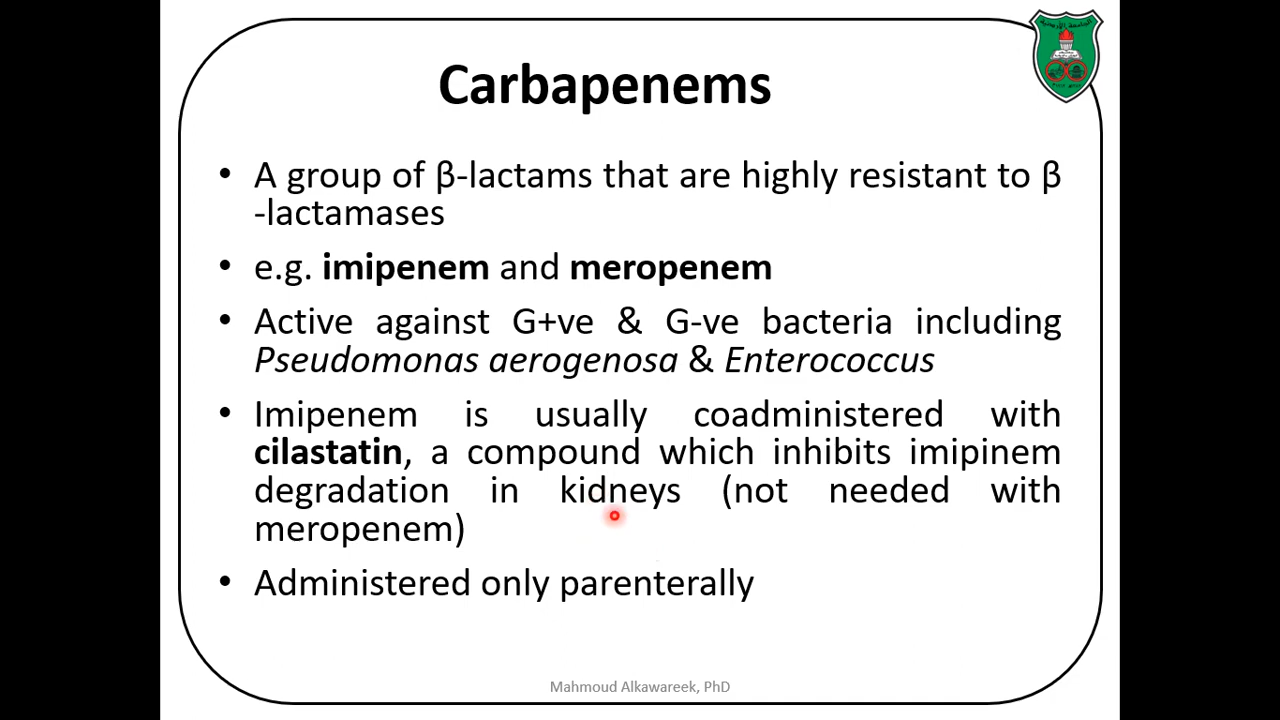 Carbapenems
• A group of β-lactams that are highly resistant to β
-lactamases
• e.g. imipenem and meropenem
• Active against G+ve & G-ve bacteria including
Pseudomonas aerogenosa & Enterococcus
• Imipenem is usually coadministered with
cilastatin, a compound which inhibits imipinem
degradation in kidneys (not needed with
meropenem)
• Administered only parenterally
Mahmoud Alkawareek, PhD